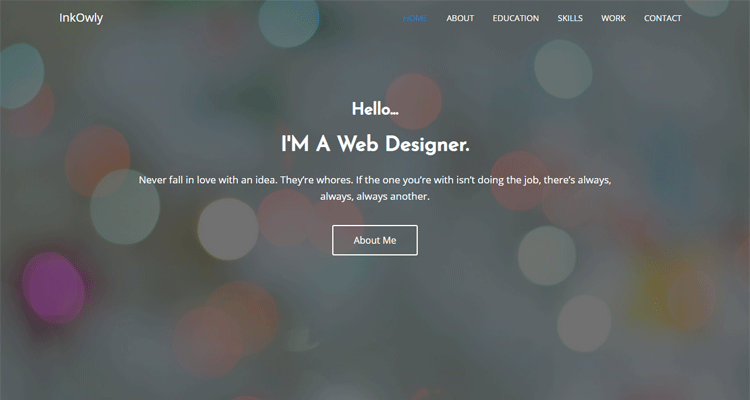 InkOwly
HOME ABOUT EDUCATION SKILLS WORK CONTACT
Hello...
I'M A Web Designer.
Never fall in love with an idea. They’re whores. If the one you’re with isn’t doing the job, there’s always,
always, always another.
About Me